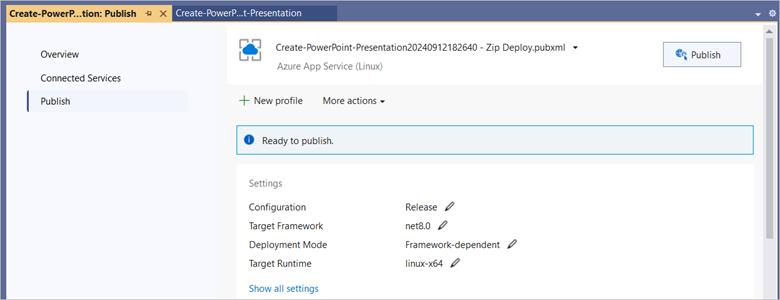 Create-PowerP...tion: Publish Create-PowerP...t-Presentation
Overview
Connected Services
Publish
Create-PowerPoint-Presentation20240912182640 - Zip Deploy.pubxml
Azure App Service (Linux)
Publish
New profile More actions
Ready to publish.
Settings
Configuration Release
Target Framework net8.0
Deployment Mode Framework-dependent
Target Runtime linux-x64
Show all settings